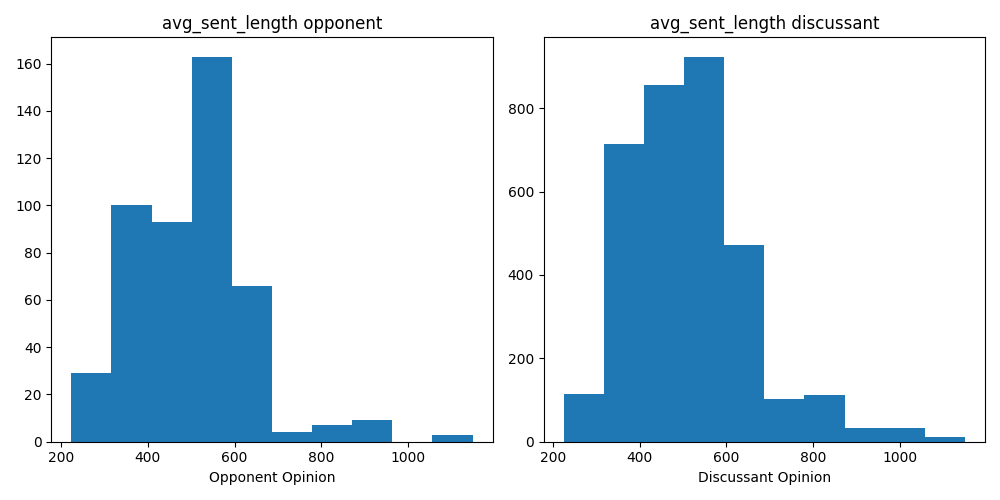 avg_sent_length opponent
160
140
120
100
80
60
40
20
0
200 400 600 800 1000
Opponent Opinion
avg_sent_length discussant
800
600
400
200
0
200 400 600 800 1000
Discussant Opinion